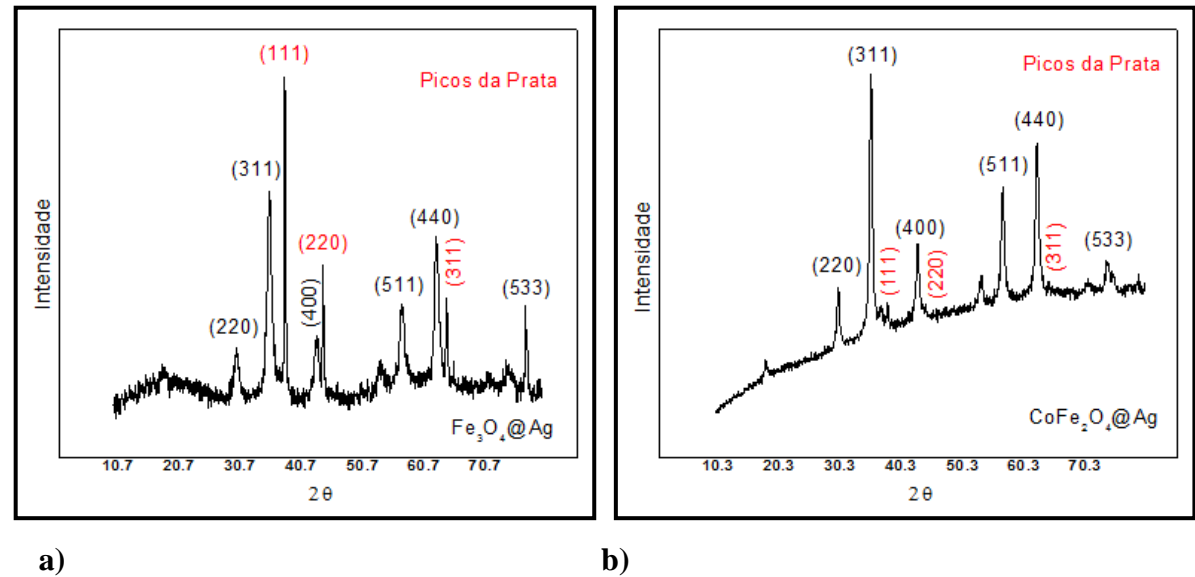 (111)
Picos da Prata
(311)
(440)
(220)
(311)
(400)
(511)
(533)
(220)
Intensidade
Fe₃O₄@Ag
10.7 20.7 30.7 40.7 50.7 60.7 70.7
2θ
a)
(311)
Picos da Prata
(440)
(511)
(400)
(111)
(220)
(311)
(533)
(220)
Intensidade
CoFe₂O₄@Ag
10.3 20.3 30.3 40.3 50.3 60.3 70.3
2θ
b)